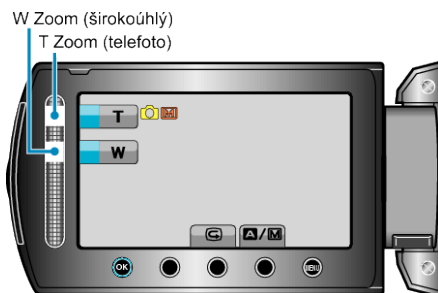 W Zoom (širokoúhlý)
T Zoom (telefoto)
T M
W
A/M
OK MENU